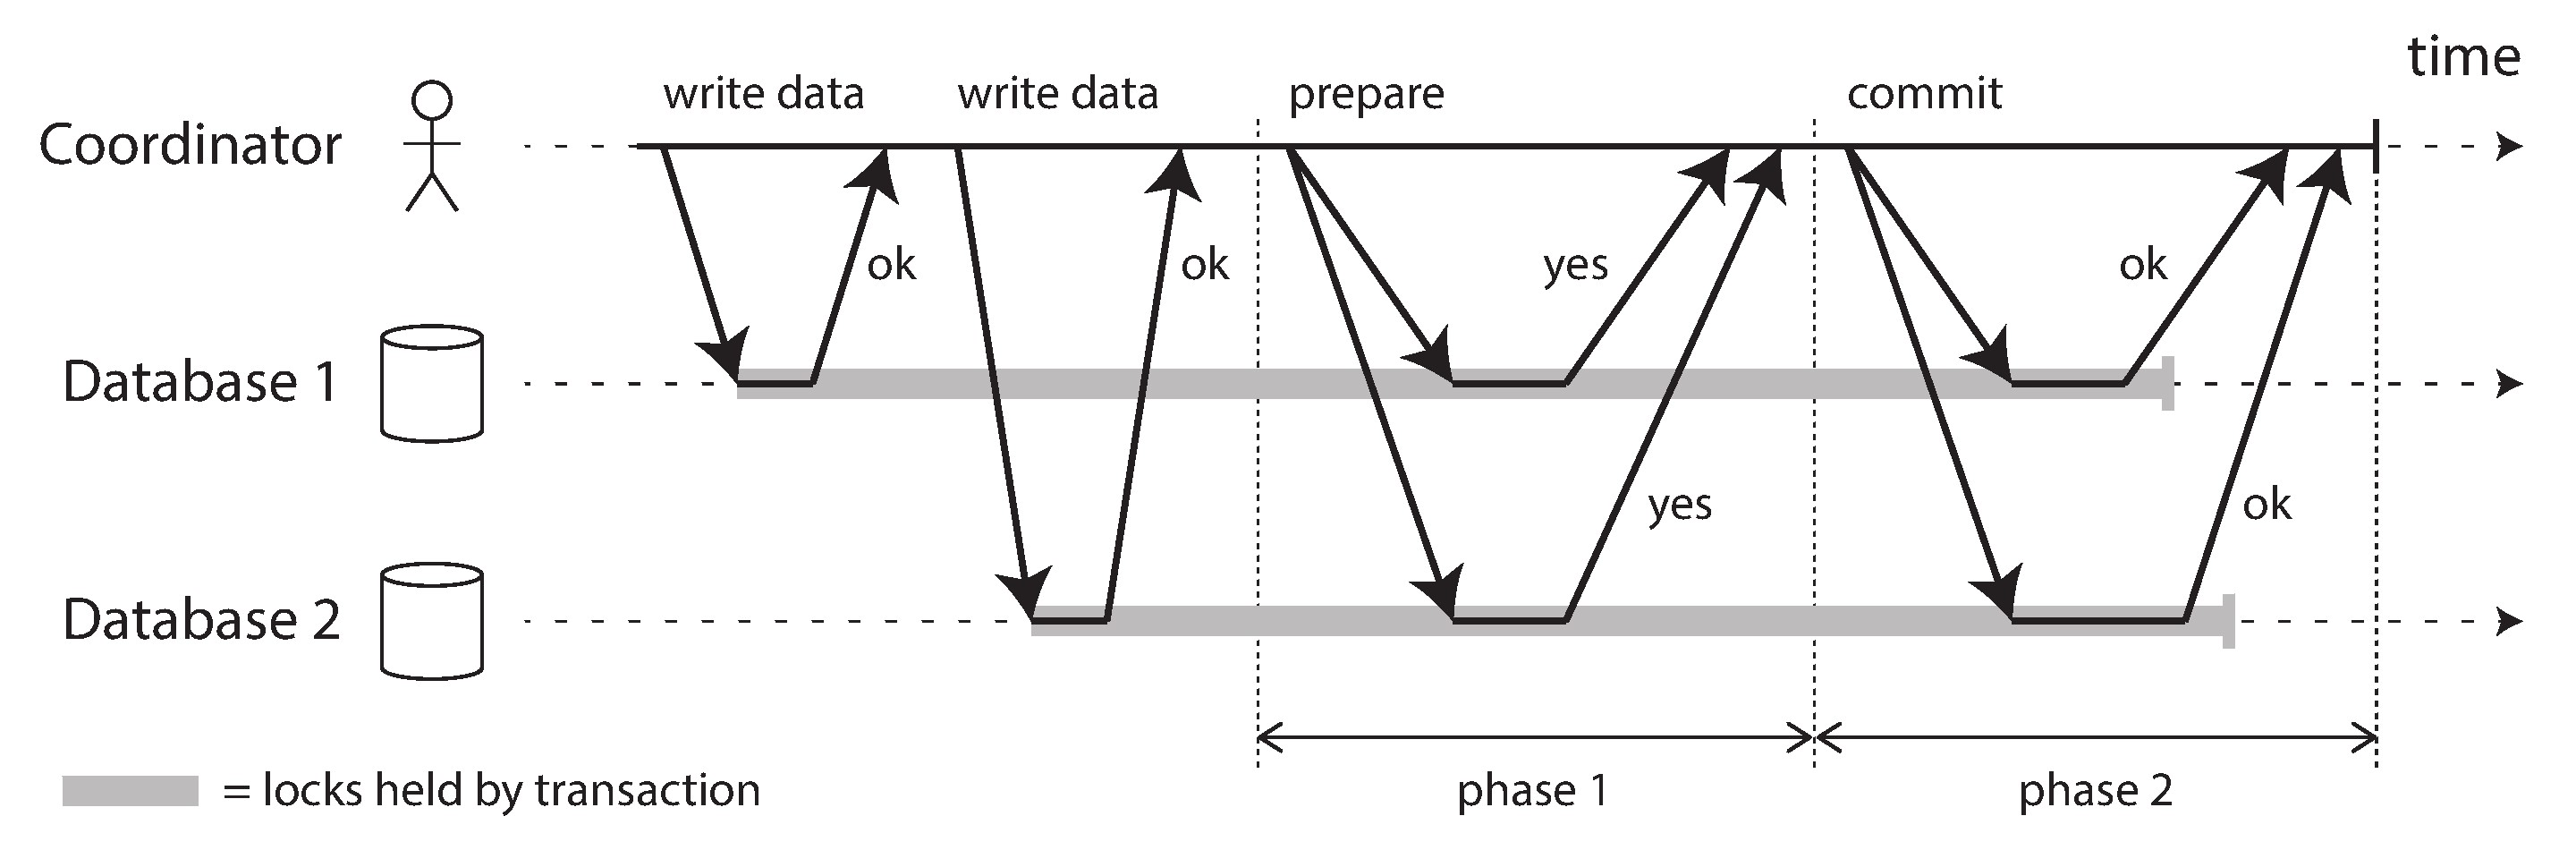 time
write data
write data
prepare
commit
Coordinator
ok
ok
yes
ok
Database 1
yes
ok
Database 2
= locks held by transaction
phase 1
phase 2